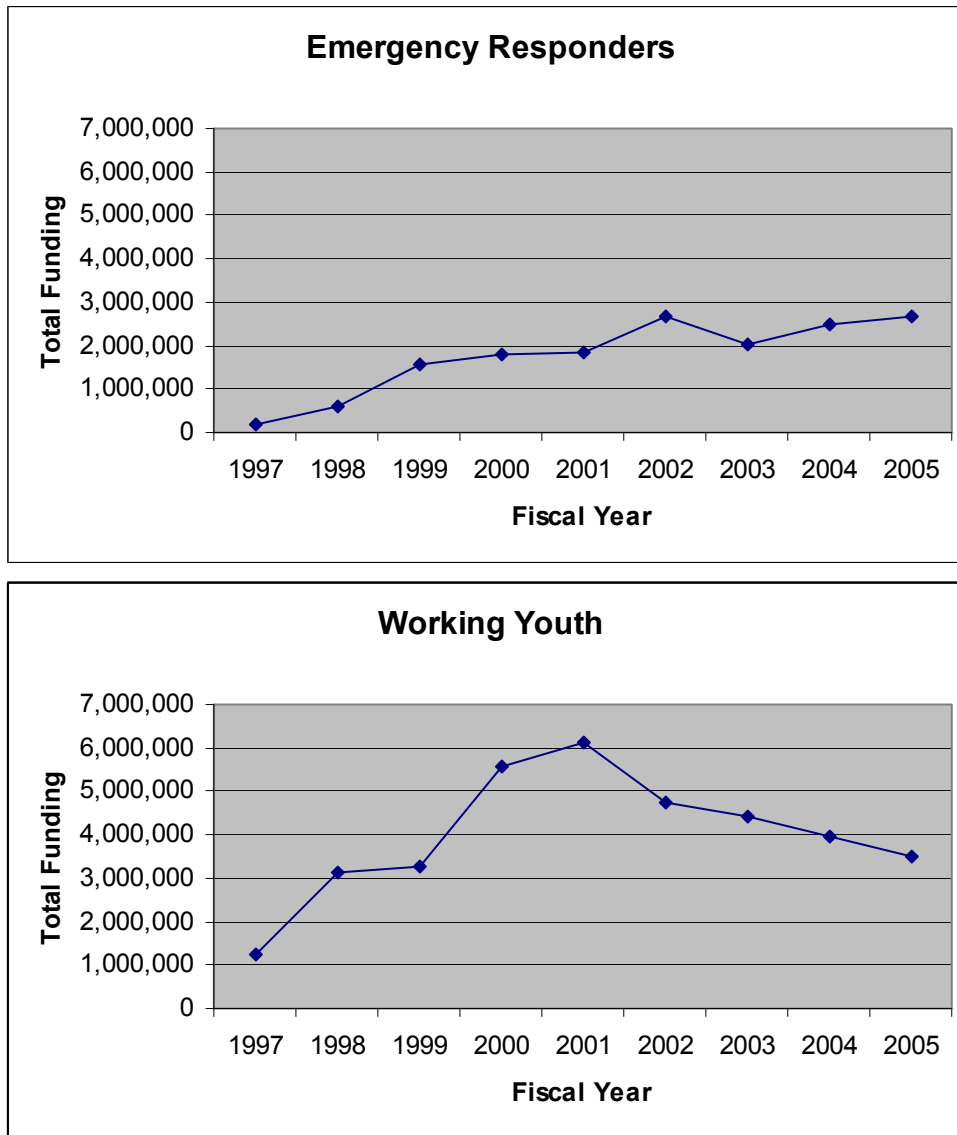 Emergency Responders
7,000,000
6,000,000
5,000,000
4,000,000
3,000,000
2,000,000
1,000,000
0
Total Funding
1997 1998 1999 2000 2001 2002 2003 2004 2005
Fiscal Year
Working Youth
7,000,000
6,000,000
5,000,000
4,000,000
3,000,000
2,000,000
1,000,000
0
Total Funding
1997 1998 1999 2000 2001 2002 2003 2004 2005
Fiscal Year